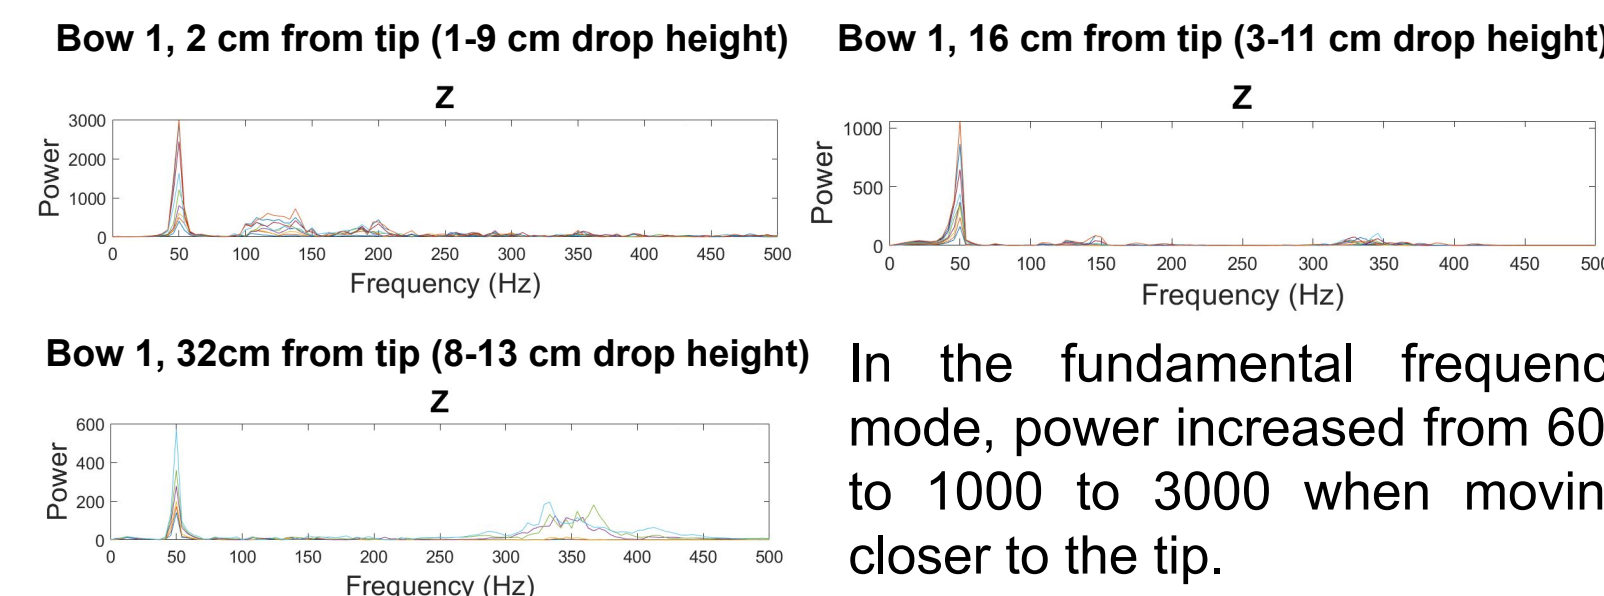 Bow 1, 2 cm from tip (1-9 cm drop height)
Z
3000
2000
1000
0
Power
0 50 100 150 200 250 300 350 400 450 500
Frequency (Hz)
Bow 1, 16 cm from tip (3-11 cm drop height)
Z
1000
500
0
Power
0 50 100 150 200 250 300 350 400 450 500
Frequency (Hz)
Bow 1, 32cm from tip (8-13 cm drop height)
Z
600
400
200
0
Power
0 50 100 150 200 250 300 350 400 450 500
Frequency (Hz)
In the fundamental frequenc
mode, power increased from 60
to 1000 to 3000 when movin
closer to the tip.